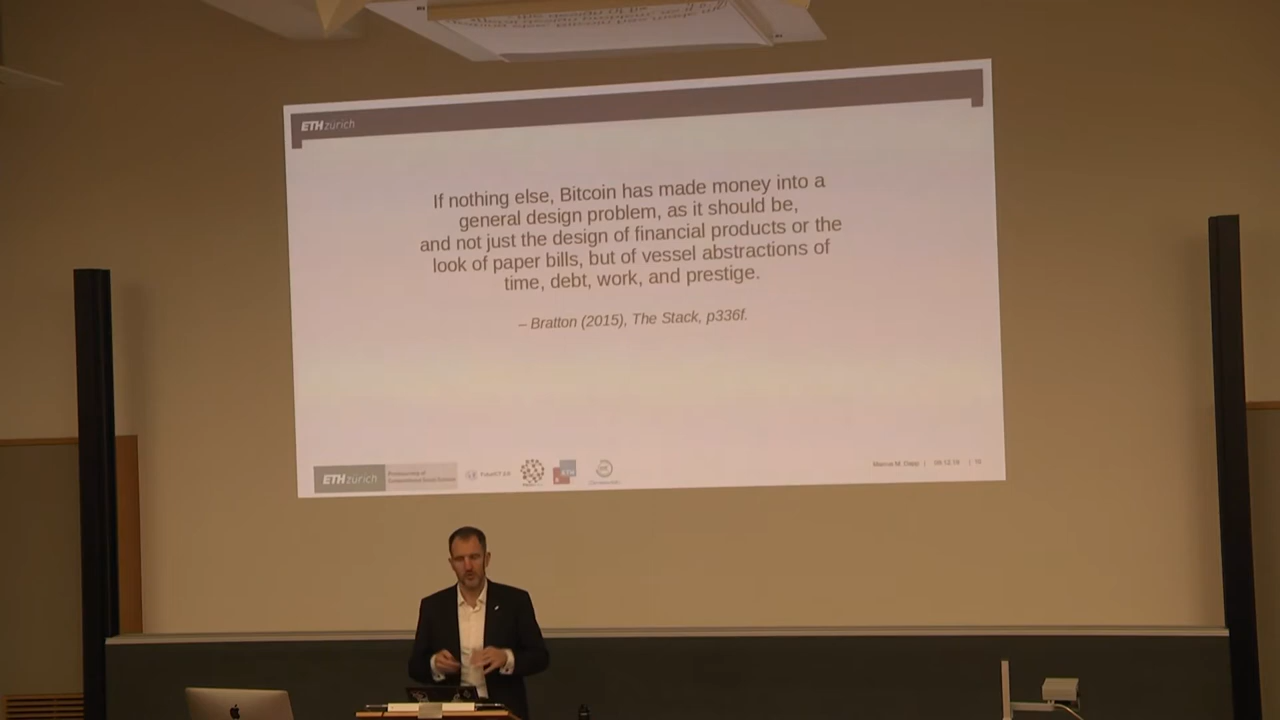 ETH zürich
If nothing else, Bitcoin has made money into a
general design problem, as it should be,
and not just the design of financial products or the
look of paper bills, but of vessel abstractions of
time, debt, work, and prestige.
– Bratton (2015), The Stack, p336f.
ETH zürich
Marcus M. Dapp |